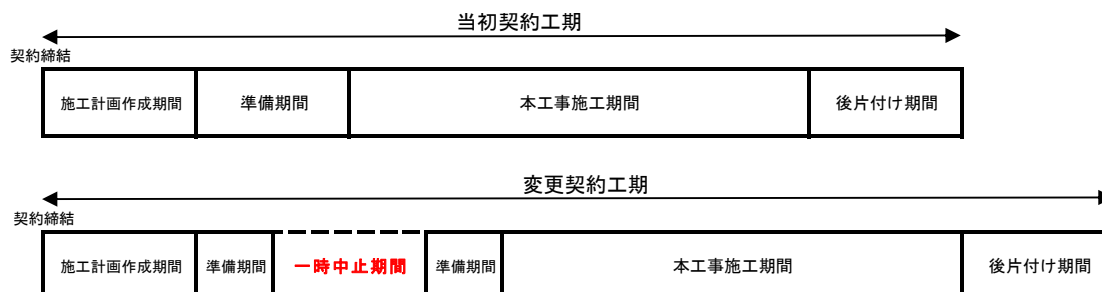 当初契約工期
契約締結
施工計画作成期間 準備期間 本工事施工期間 後片付け期間
変更契約工期
契約締結
施工計画作成期間 準備期間 一時中止期間 準備期間 本工事施工期間 後片付け期間